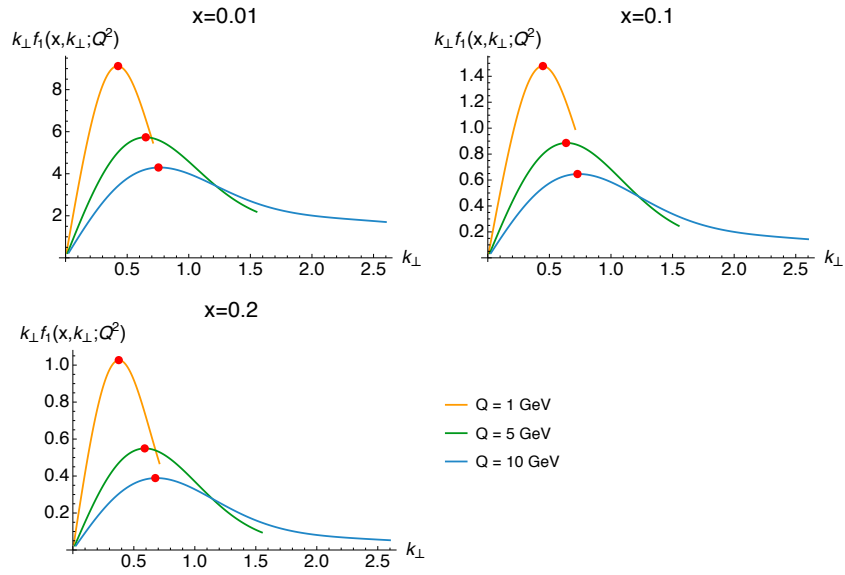 x=0.01
k⊥f₁(x,k⊥;Q²)
8
6
4
2
0.5 1.0 1.5 2.0 2.5 k⊥
x=0.1
k⊥f₁(x,k⊥;Q²)
1.4
1.2
1.0
0.8
0.6
0.4
0.2
0.5 1.0 1.5 2.0 2.5 k⊥
x=0.2
k⊥f₁(x,k⊥;Q²)
1.0
0.8
0.6
0.4
0.2
0.5 1.0 1.5 2.0 2.5 k⊥
Q = 1 GeV
Q = 5 GeV
Q = 10 GeV